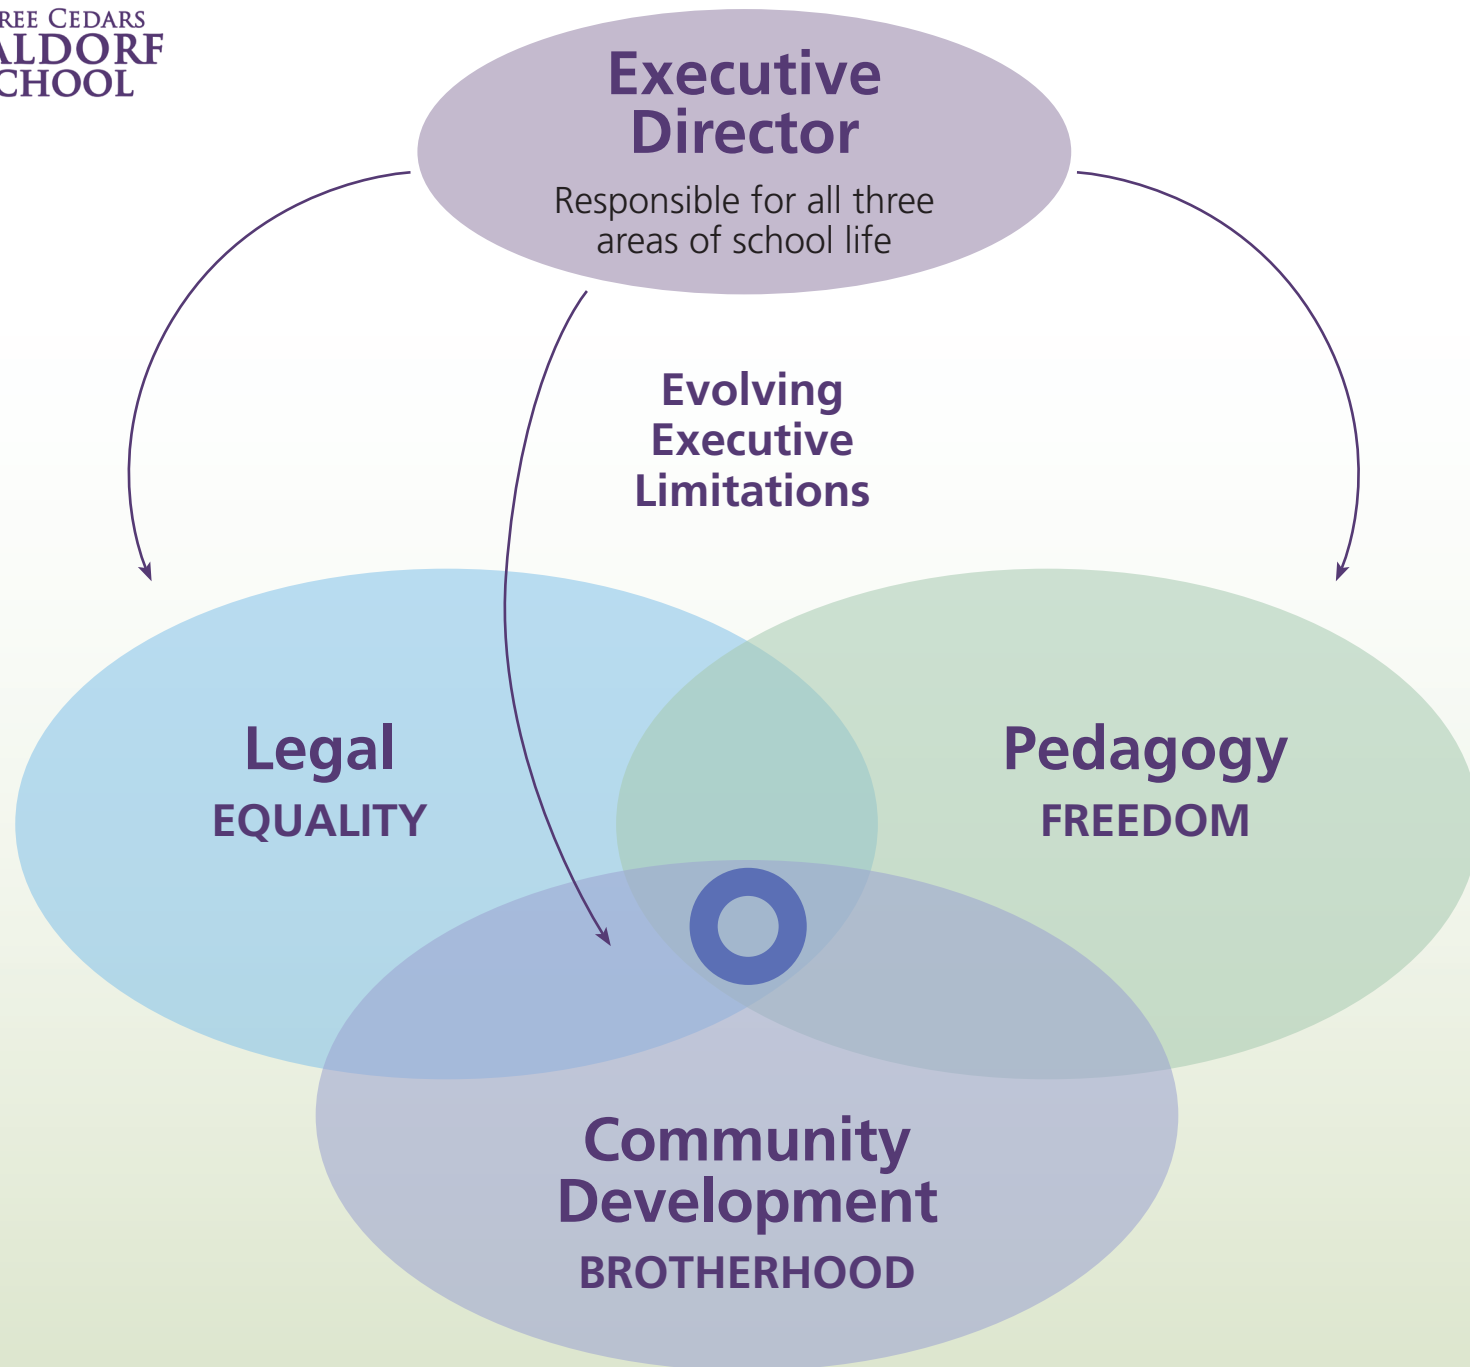 REE CEDARS
ALDORF
CHOOL
Executive
Director
Responsible for all three
areas of school life
Evolving
Executive
Limitations
Legal
EQUALITY
Pedagogy
FREEDOM
Community
Development
BROTHERHOOD